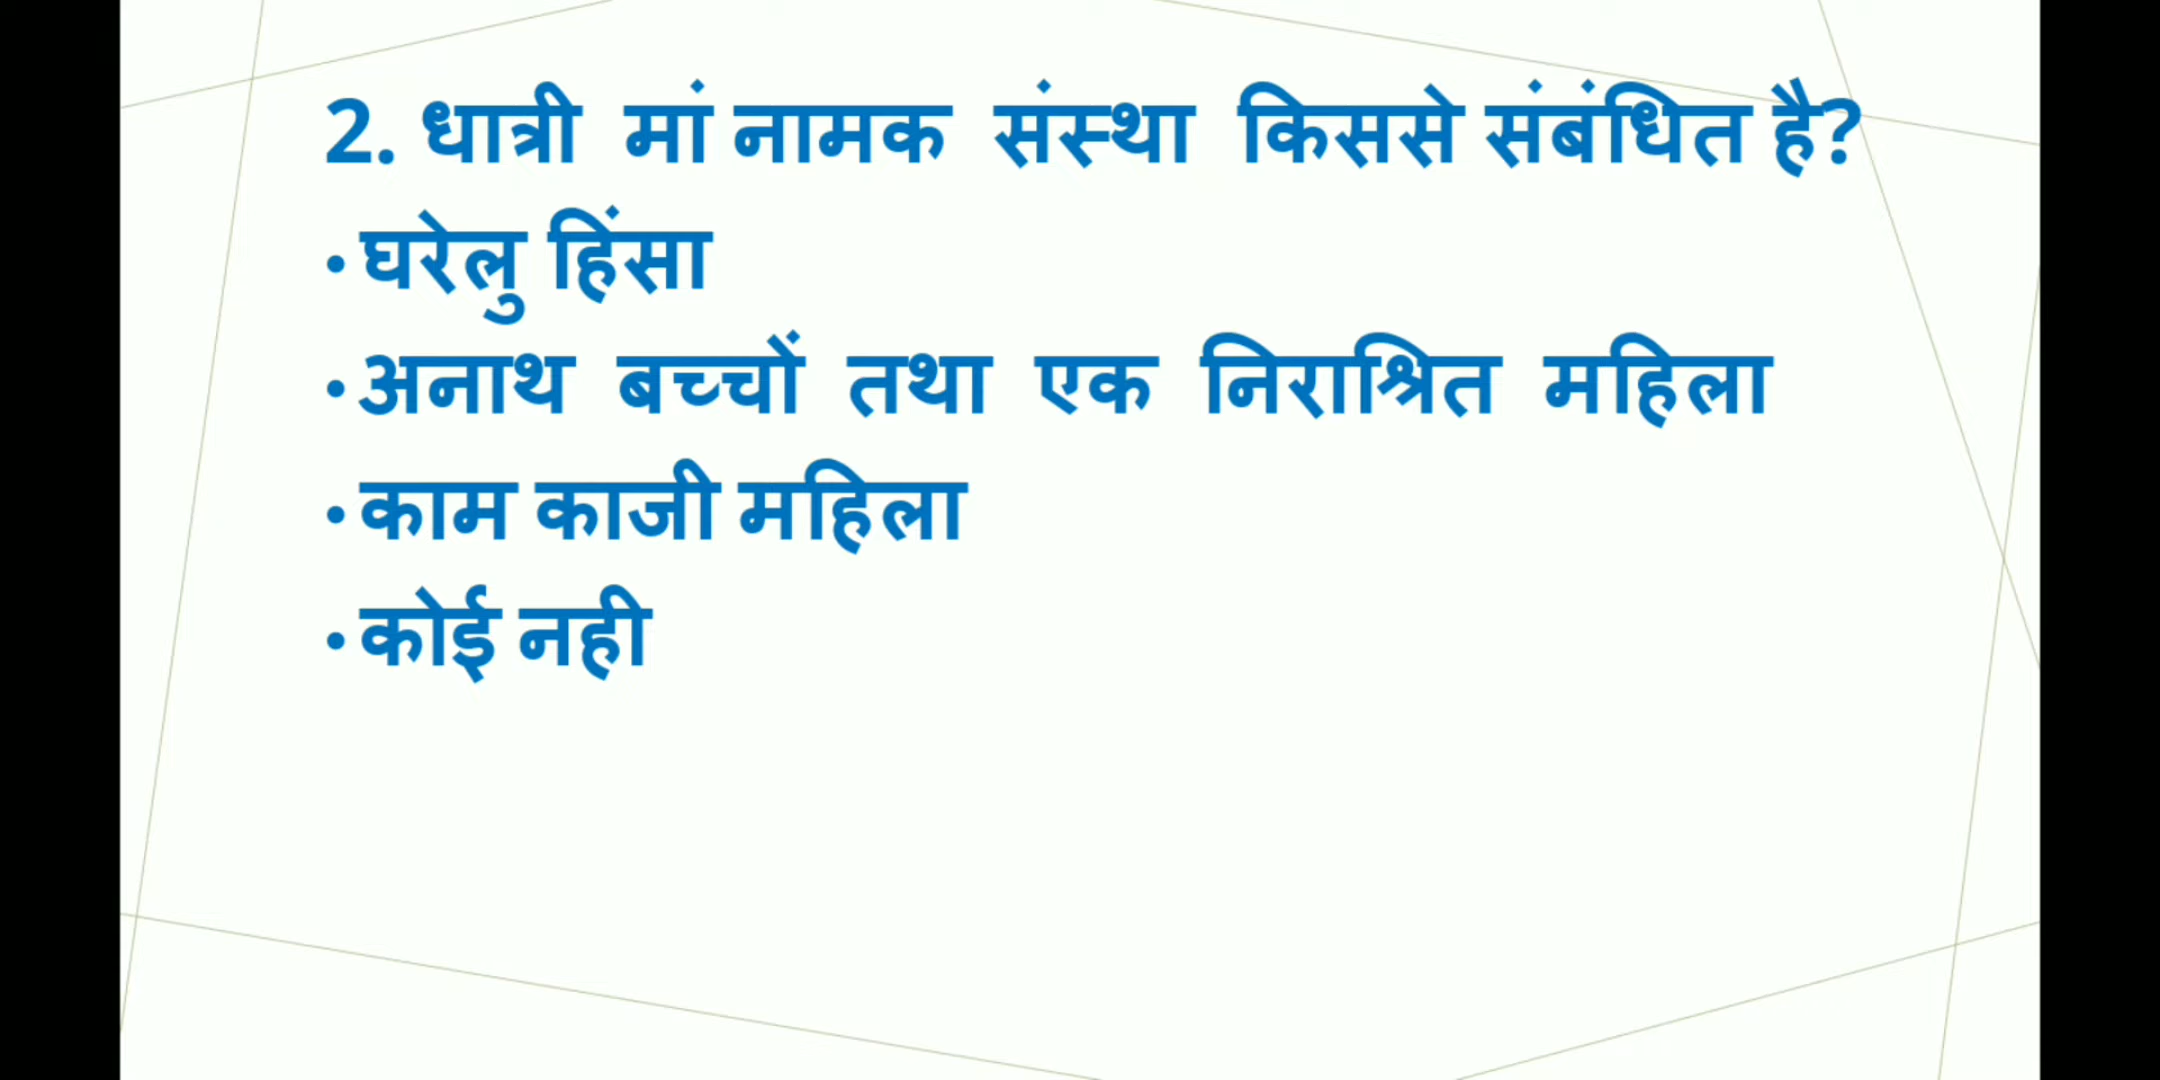 2. धात्री मां नामक संस्था किससे संबंधित है?
• घरेलु हिंसा
• अनाथ बच्चों तथा एक निराश्रित महिला
• काम काजी महिला
• कोई नही